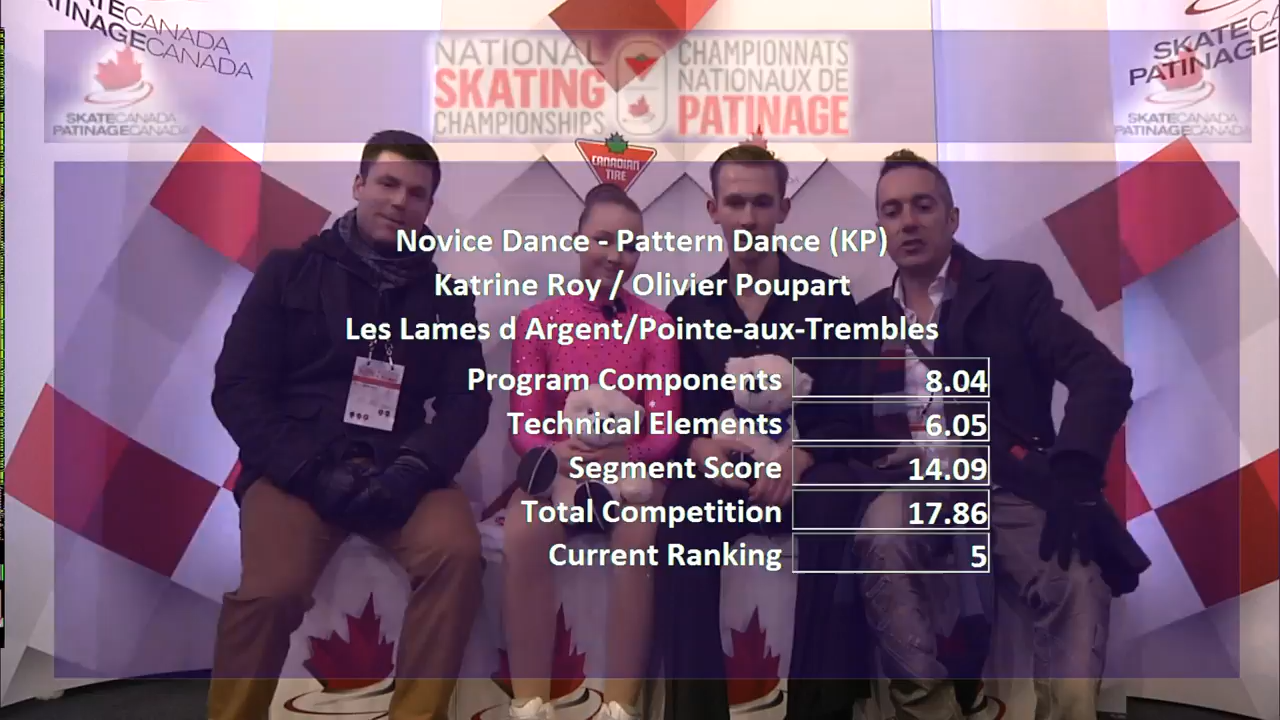 SKATECANADA
PATINAGECANADA
SKATECANADA
PATINAGECANADA
NATIONAL
SKATING
CHAMPIONSHIPS
CHAMPIONNATS
NATIONAUX DE
PATINAGE
SKATECA
PATINAGE
SKATECANADA
PATINAGECANADA
CANADIAN
TIRE
Novice Dance - Pattern Dance (KP)
Katrine Roy / Olivier Poupart
Les Lames d Argent/Pointe-aux-Trembles
Program Components 8.04
Technical Elements 6.05
Segment Score 14.09
Total Competition 17.86
Current Ranking 5